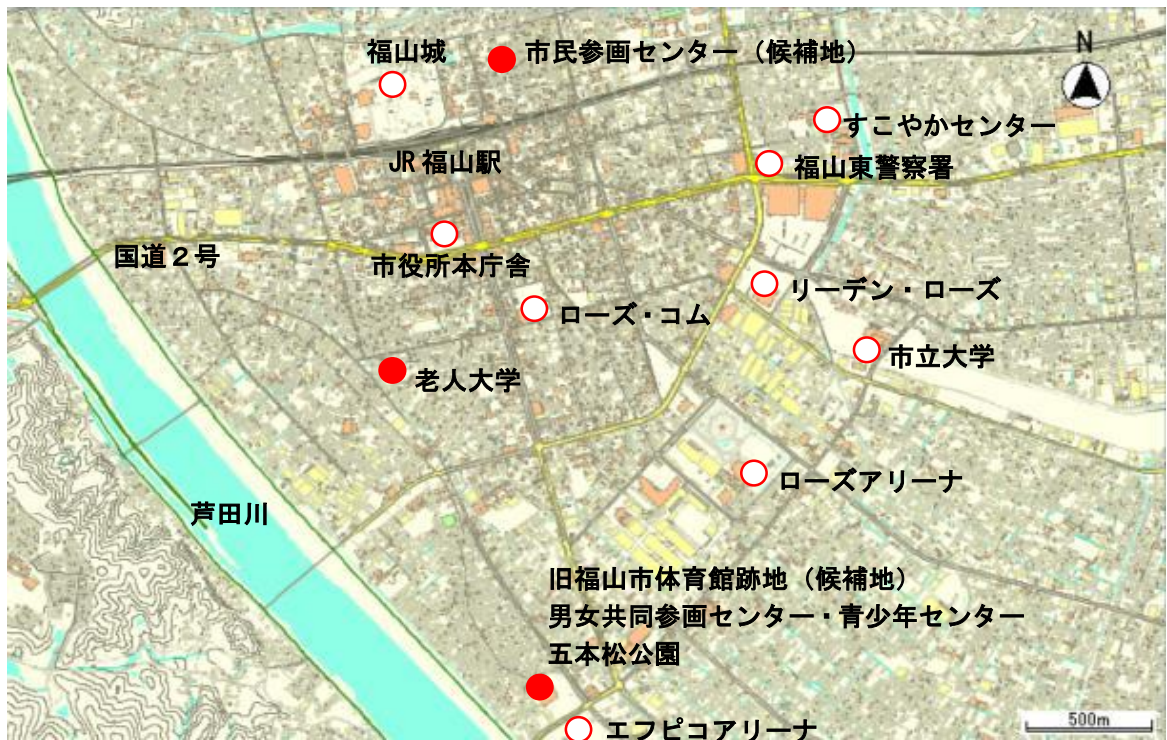 福山城
市民参画センター（候補地）
N
すこやかセンター
JR福山駅
福山東警察署
国道２号
市役所本庁舎
リーデン・ローズ
ローズ・コム
市立大学
老人大学
ローズアリーナ
芦田川
旧福山市体育館跡地（候補地）
男女共同参画センター・青少年センター
五本松公園
エフピコアリーナ
500m